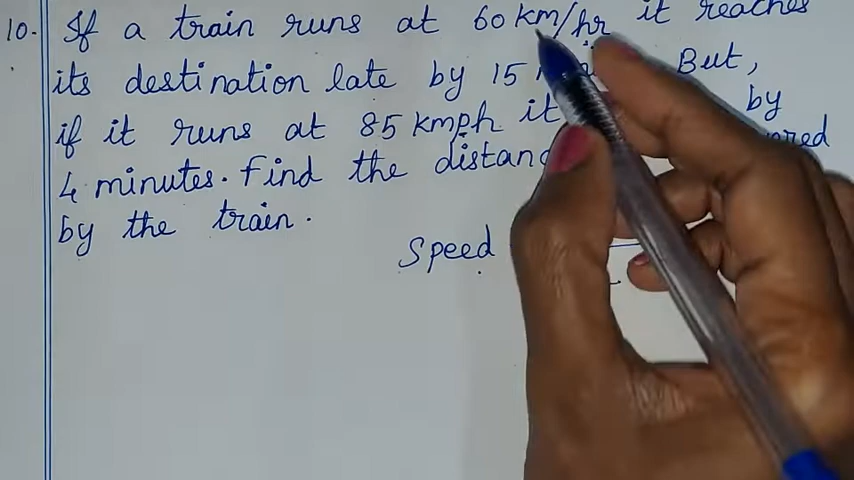 10. If a train runs at 60 km/hr it reaches
its destination late by 15 But,
if it runs at 85 kmph it by
4 minutes. Find the
by the train.
Speed